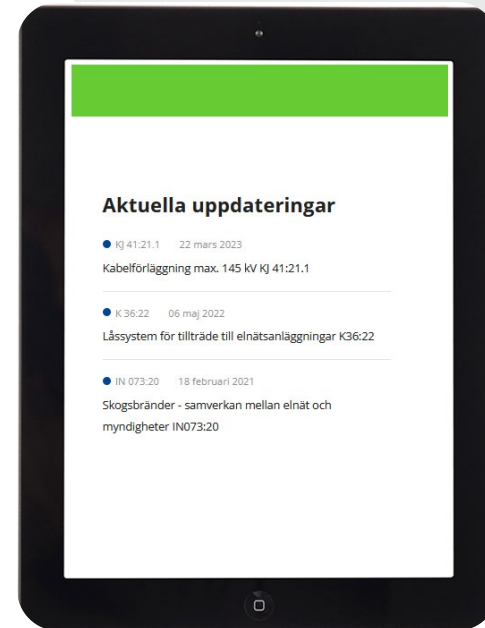 Aktuella uppdateringar
KJ 41:21.1 22 mars 2023
Kabelförläggning max. 145 kV KJ 41:21.1
K 36:22 06 maj 2022
Låssystem för tillträde till elnätsanläggningar K36:22
IN 073:20 18 februari 2021
Skogsbränder - samverkan mellan elnät och
myndigheter IN073:20